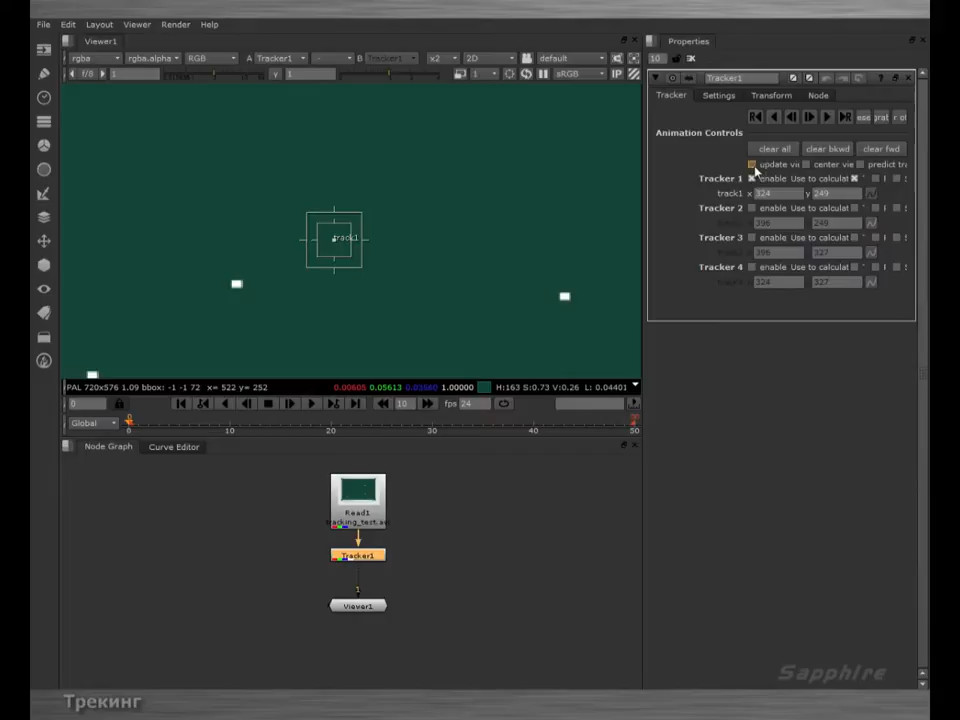 File Edit Layout Viewer Render Help
Viewer1
Properties
rgba rgba.alpha RGB A Tracker1 - B Tracker1 x2 2D default
f/8 1 Y 1 1 sRGB IP
10
Tracker1
Tracker Settings Transform Node
Animation Controls
clear all clear bkwd clear fwd
update vi center vie predict tra
Tracker 1 enable Use to calculat
track1 x 324 y 249
Tracker 2 enable Use to calculat
396 249
Tracker 3 enable Use to calculat
396 327
Tracker 4 enable Use to calculat
324 327
track1
PAL 720x576 1.09 bbox: -1 -1 72 x= 522 y= 252 0.00605 0.05613 1.00000 H:163 S:0.73 V:0.26 L: 0.04401
0 10 fps 24
Global 0 10 20 30 40 50
Node Graph Curve Editor
Read1
Tracker1
1
Viewer1
Sapphire
Трекинг